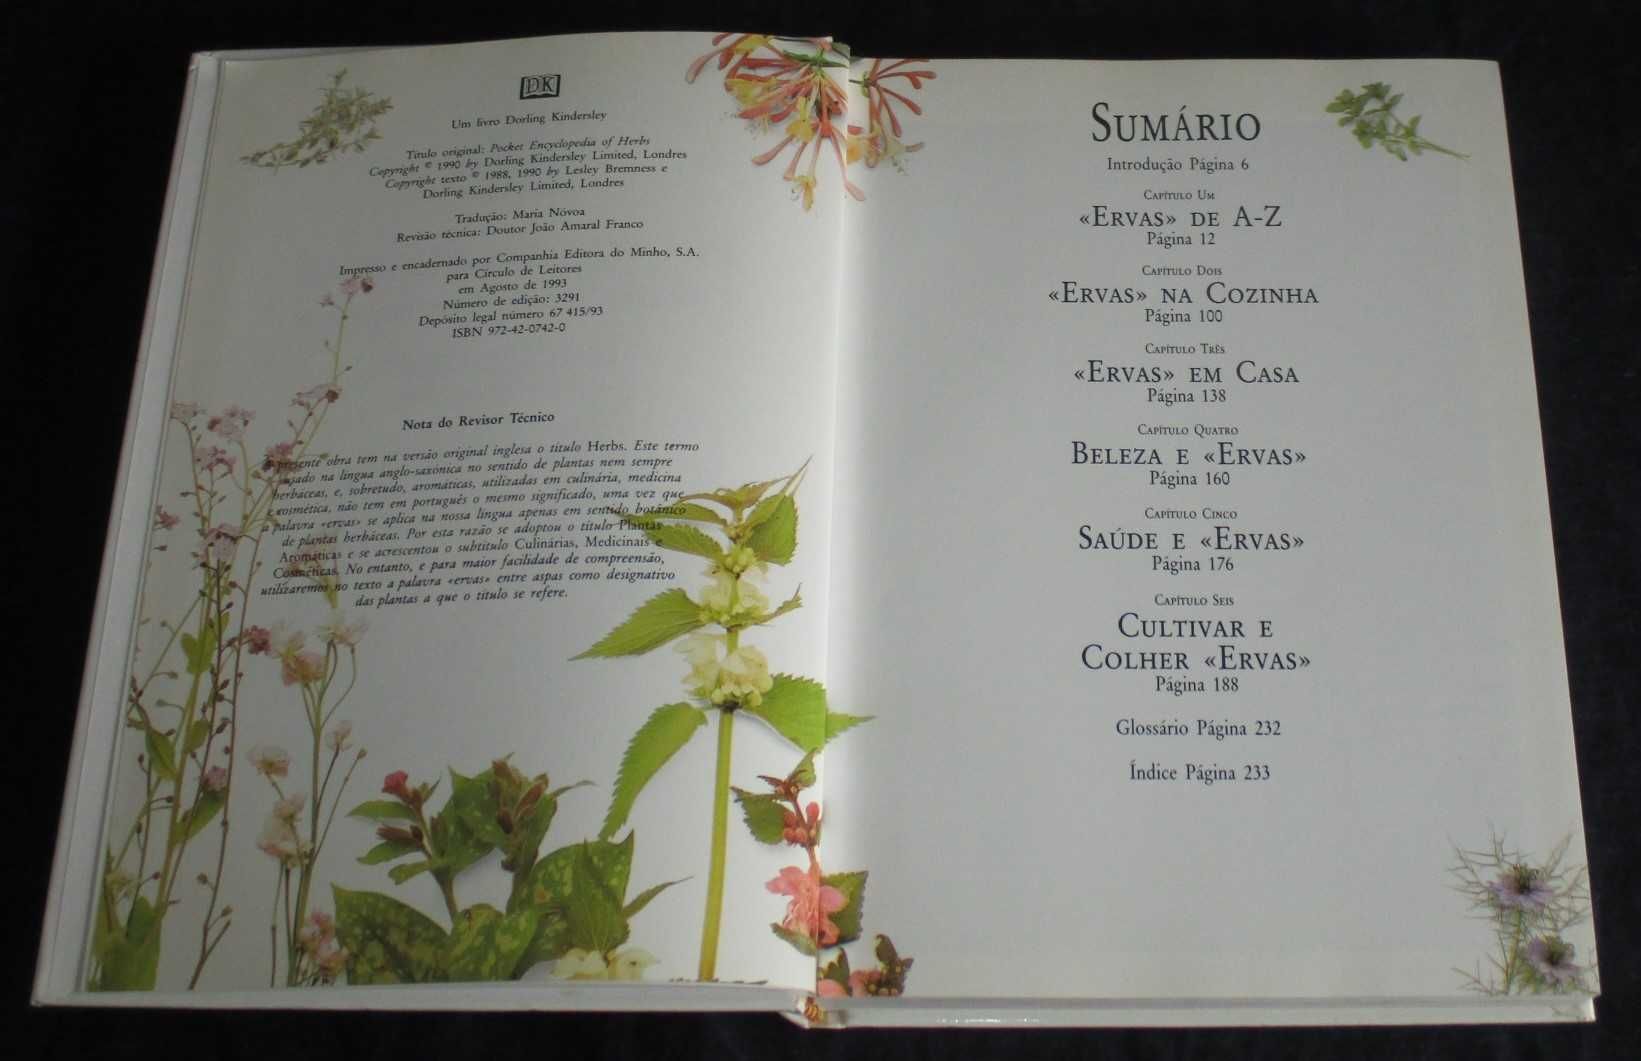 DK
Um livro Dorling Kindersley
Título original: Pocket Encyclopedia of Herbs
Copyright © 1990 by Dorling Kindersley Limited, Londres
Copyright texto © 1988, 1990 by Lesley Bremness e
Dorling Kindersley Limited, Londres
Tradução: Maria Nóvoa
Revisão técnica: Doutor João Amaral Franco
Impresso e encadernado por Companhia Editora do Minho, S.A.
para Círculo de Leitores
em Agosto de 1993
Número de edição: 3291
Depósito legal número 67 415/93
ISBN 972-42-0742-0
Nota do Revisor Técnico
A presente obra tem na versão original inglesa o título Herbs. Este termo
usado na língua anglo-saxónica no sentido de plantas nem sempre
herbáceas, e, sobretudo, aromáticas, utilizadas em culinária, medicina
e cosmética, não tem em português o mesmo significado, uma vez que
a palavra «ervas» se aplica na nossa língua apenas em sentido botânico
de plantas herbáceas. Por esta razão se adoptou o título Plantas
Aromáticas e se acrescentou o subtítulo Culinárias, Medicinais e
Cosméticas. No entanto, e para maior facilidade de compreensão,
utilizaremos no texto a palavra «ervas» entre aspas como designativo
das plantas a que o título se refere.
SUMÁRIO
Introdução Página 6
CAPÍTULO UM
«ERVAS» DE A-Z
Página 12
CAPÍTULO DOIS
«ERVAS» NA COZINHA
Página 100
CAPÍTULO TRÊS
«ERVAS» EM CASA
Página 138
CAPÍTULO QUATRO
BELEZA E «ERVAS»
Página 160
CAPÍTULO CINCO
SAÚDE E «ERVAS»
Página 176
CAPÍTULO SEIS
CULTIVAR E
COLHER «ERVAS»
Página 188
Glossário Página 232
Índice Página 233